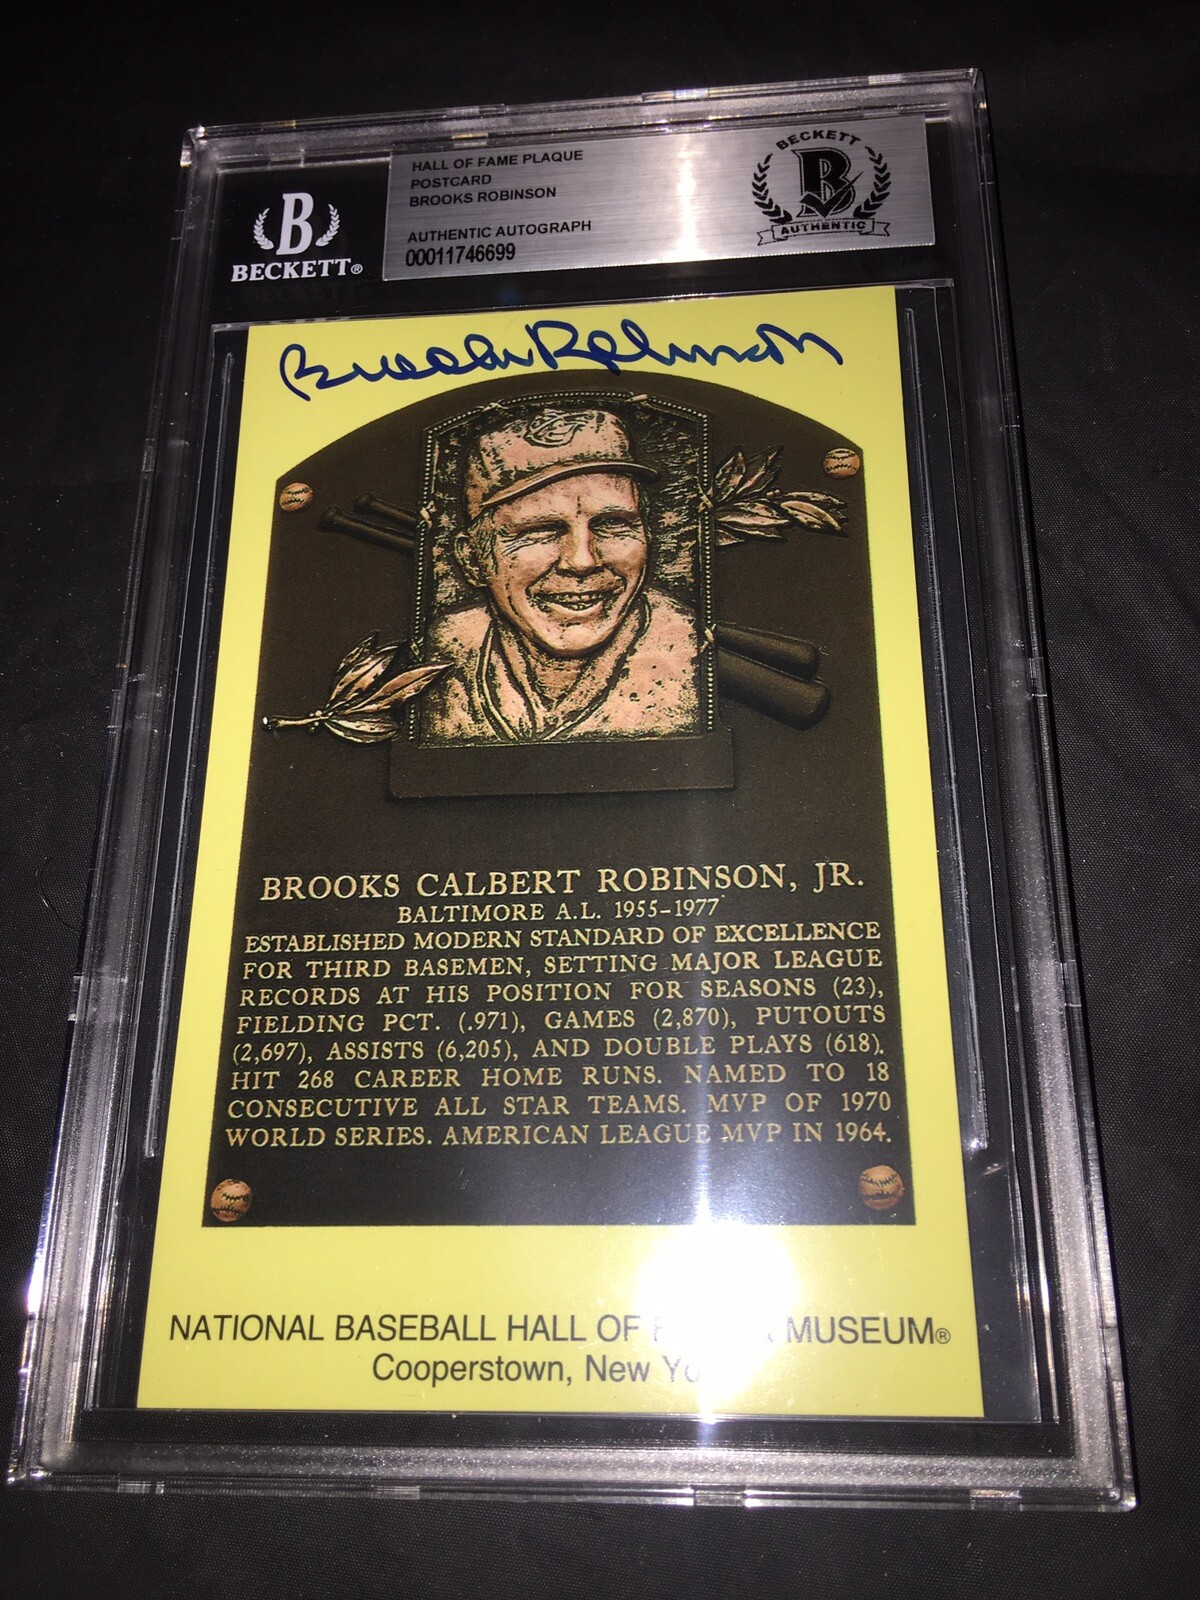 HALL OF FAME PLAQUE
POSTCARD
BROOKS ROBINSON
AUTHENTIC AUTOGRAPH
00011746699
B
BECKETT®
BECKETT
B
AUTHENTIC
Brooks Robinson
BROOKS CALBERT ROBINSON, JR.
BALTIMORE A.L. 1955-1977
ESTABLISHED MODERN STANDARD OF EXCELLENCE
FOR THIRD BASEMEN, SETTING MAJOR LEAGUE
RECORDS AT HIS POSITION FOR SEASONS (23),
FIELDING PCT. (.971), GAMES (2,870), PUTOUTS
(2,697), ASSISTS (6,205), AND DOUBLE PLAYS (618).
HIT 268 CAREER HOME RUNS. NAMED TO 18
CONSECUTIVE ALL STAR TEAMS. MVP OF 1970
WORLD SERIES. AMERICAN LEAGUE MVP IN 1964.
NATIONAL BASEBALL HALL OF MUSEUM®
Cooperstown, New